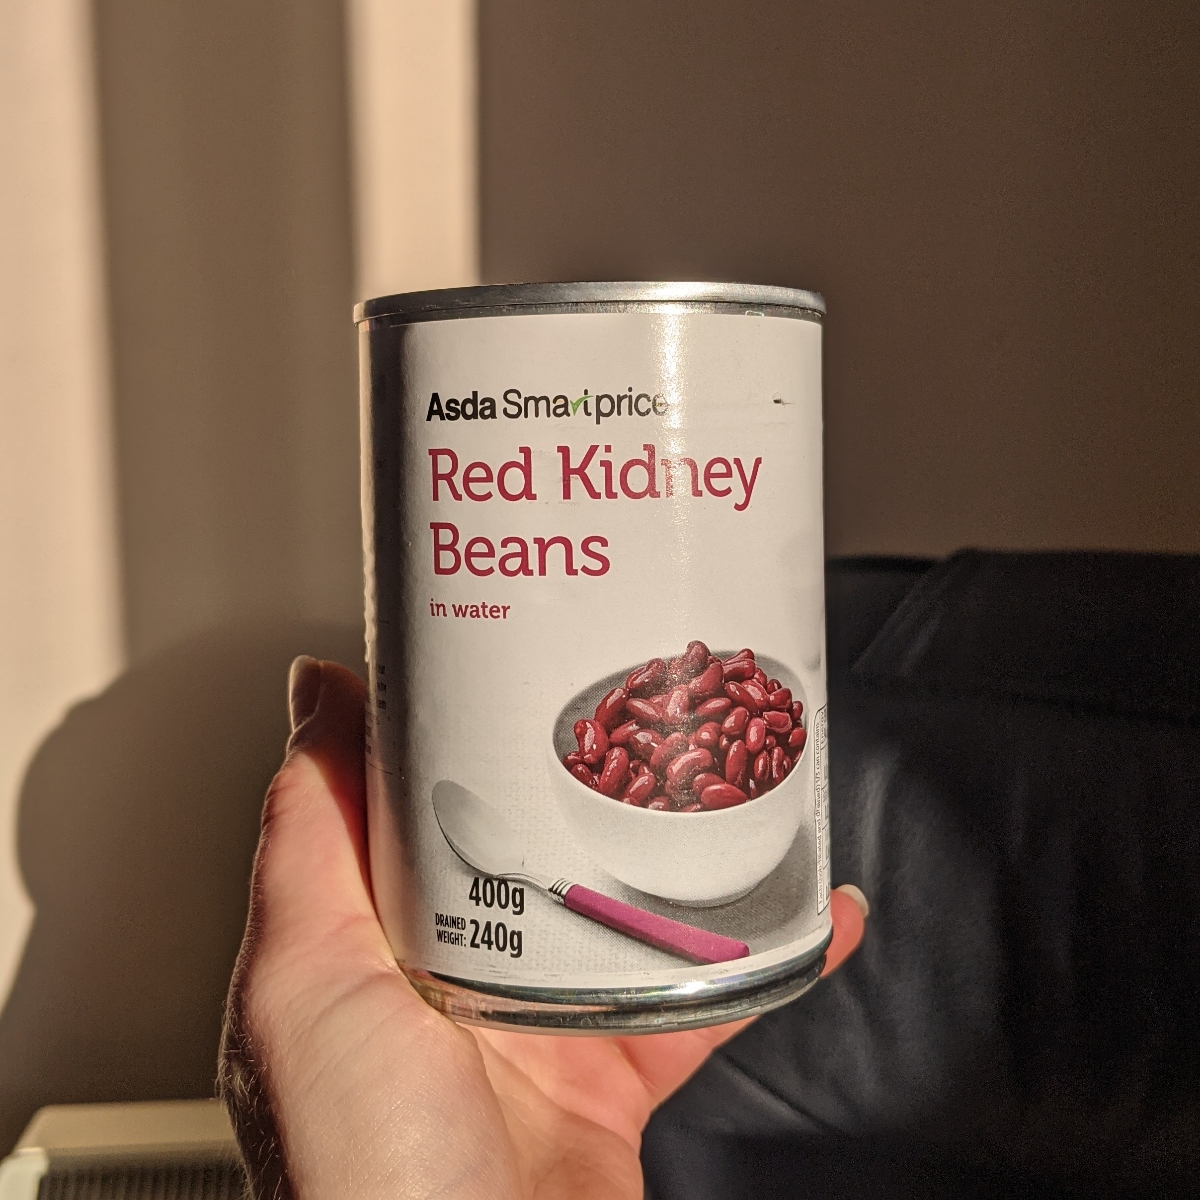 Asda Smartprice
Red Kidney
Beans
in water
400g
DRAINED
WEIGHT: 240g